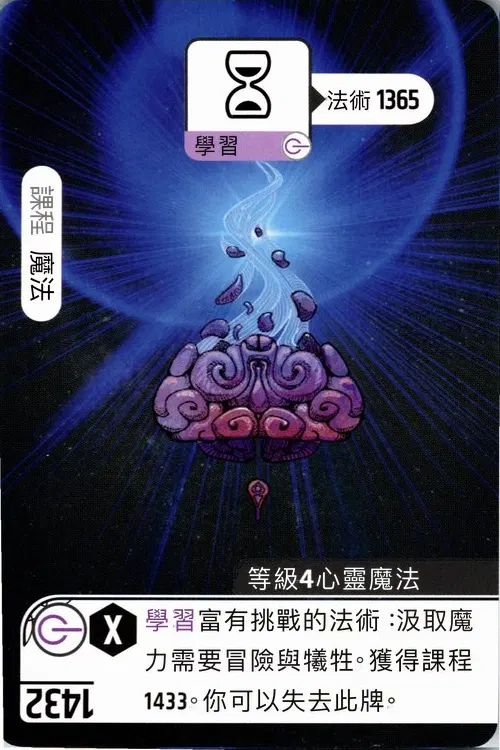 法術 1365
學習
課程 魔法
等級4心靈魔法
X
學習富有挑戰的法術：汲取魔
力需要冒險與犧牲。獲得課程
1433。你可以失去此牌。
1432